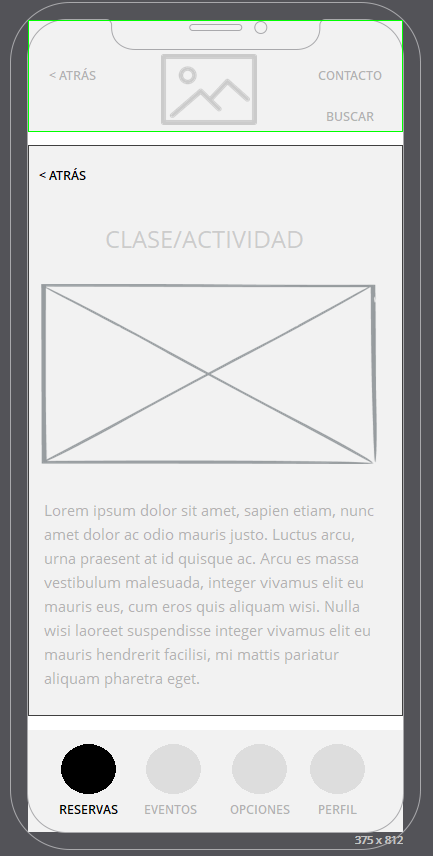 < ATRÁS
CONTACTO
BUSCAR
< ATRÁS
CLASE/ACTIVIDAD
Lorem ipsum dolor sit amet, sapien etiam, nunc
amet dolor ac odio mauris justo. Luctus arcu,
urna praesent at id quisque ac. Arcu es massa
vestibulum malesuada, integer vivamus elit eu
mauris eus, cum eros quis aliquam wisi. Nulla
wisi laoreet suspendisse integer vivamus elit eu
mauris hendrerit facilisi, mi mattis pariatur
aliquam pharetra eget.
RESERVAS EVENTOS OPCIONES PERFIL
375 x 812